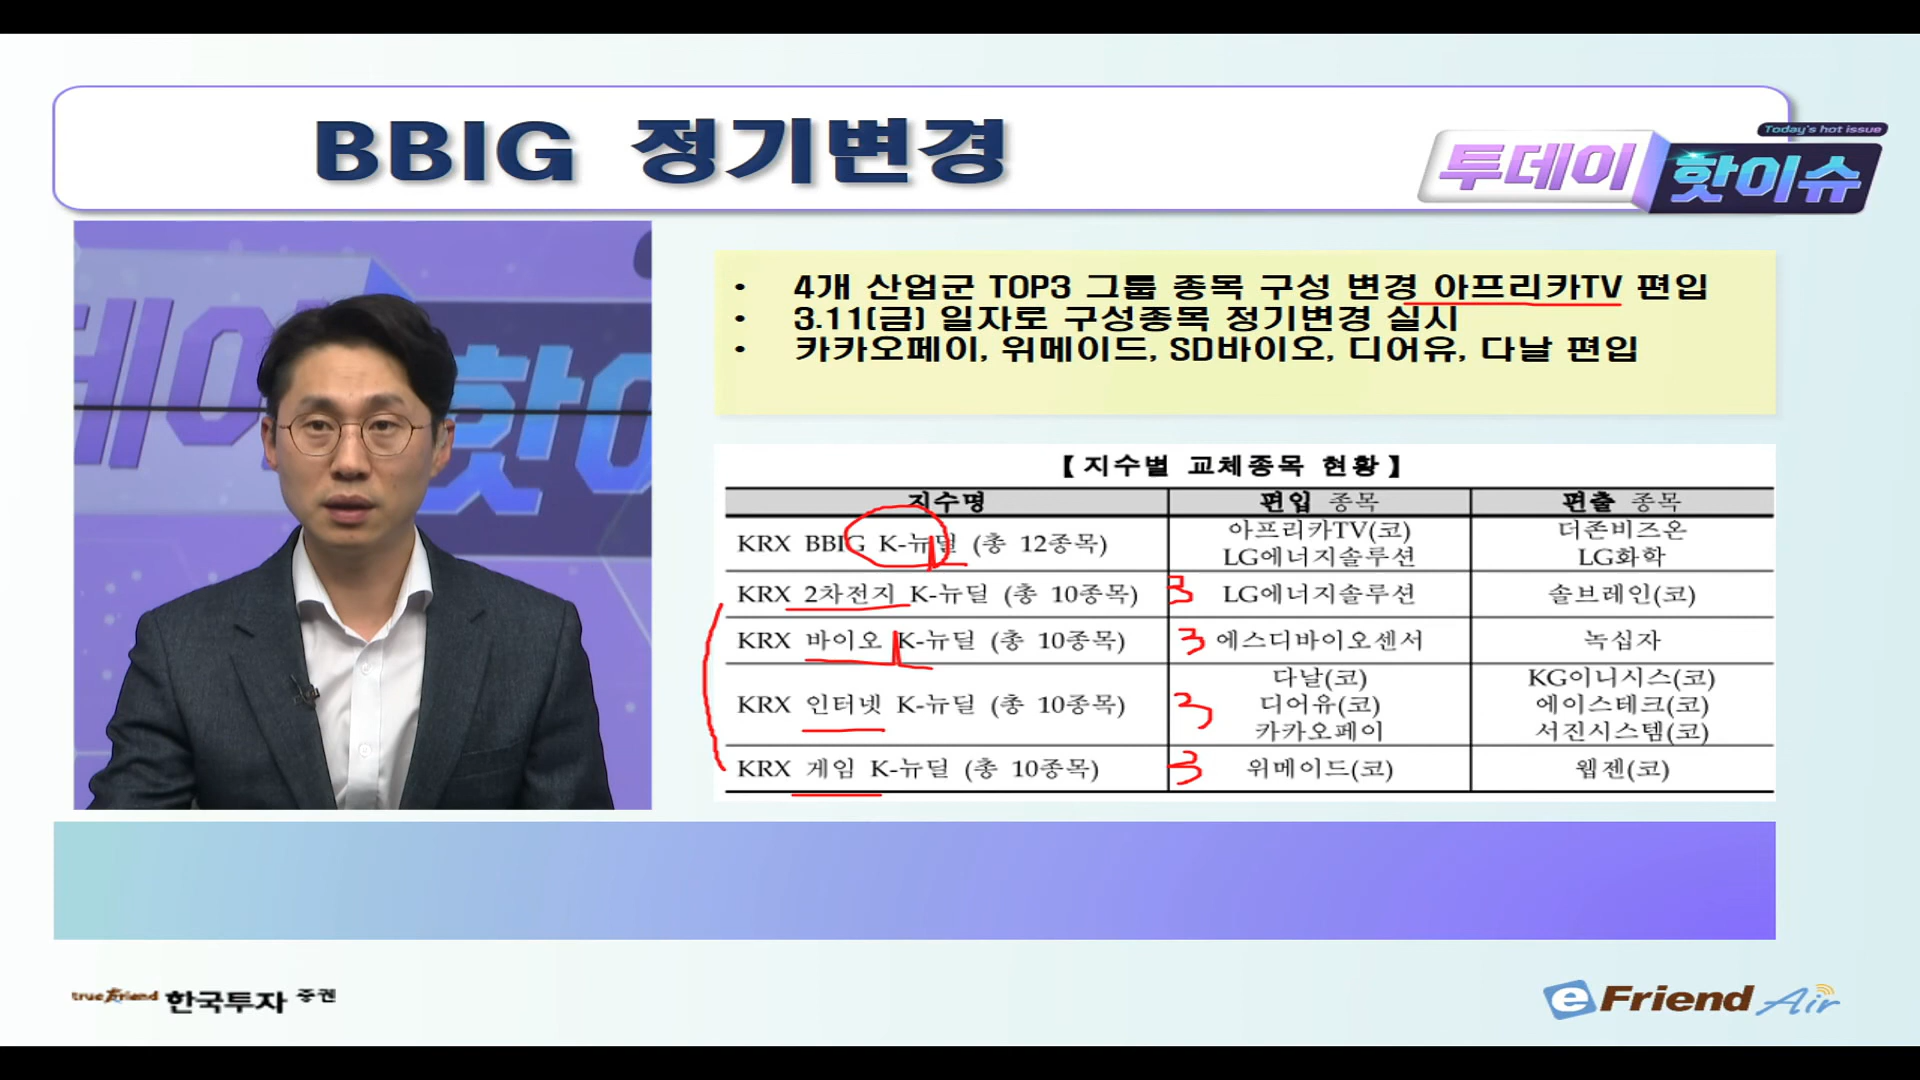 BBIG 정기변경
Today's hot issue
투데이 핫이슈
• 4개 산업군 TOP3 그룹 종목 구성 변경 아프리카TV 편입
• 3.11(금) 일자로 구성종목 정기변경 실시
• 카카오페이, 위메이드, SD바이오, 디어유, 다날 편입
【지수별 교체종목 현황】
지수명 편입 종목 편출 종목
KRX BBIG K-뉴딜 (총 12종목) 아프리카TV(코) 더존비즈온
LG에너지솔루션 LG화학
KRX 2차전지 K-뉴딜 (총 10종목) 3 LG에너지솔루션 솔브레인(코)
KRX 바이오 K-뉴딜 (총 10종목) 3 에스디바이오센서 녹십자
다날(코) KG이니시스(코)
KRX 인터넷 K-뉴딜 (총 10종목) 3 디어유(코) 에이스테크(코)
카카오페이 서진시스템(코)
KRX 게임 K-뉴딜 (총 10종목) 3 위메이드(코) 웹젠(코)
true friend 한국투자 증권
eFriend Air